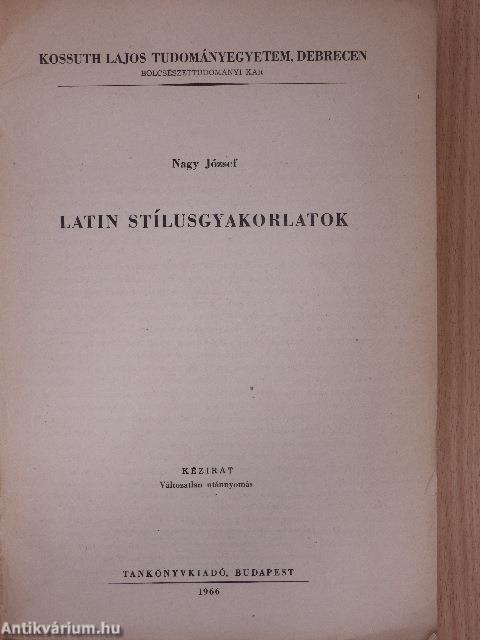 KOSSUTH LAJOS TUDOMÁNYEGYETEM, DEBRECEN
BÖLCSÉSZETTUDOMÁNYI KAR
Nagy József
LATIN STÍLUSGYAKORLATOK
KÉZIRAT
Változatlan utánnyomás
TANKÖNYVKIADÓ, BUDAPEST
1966
Antikvárium.hu